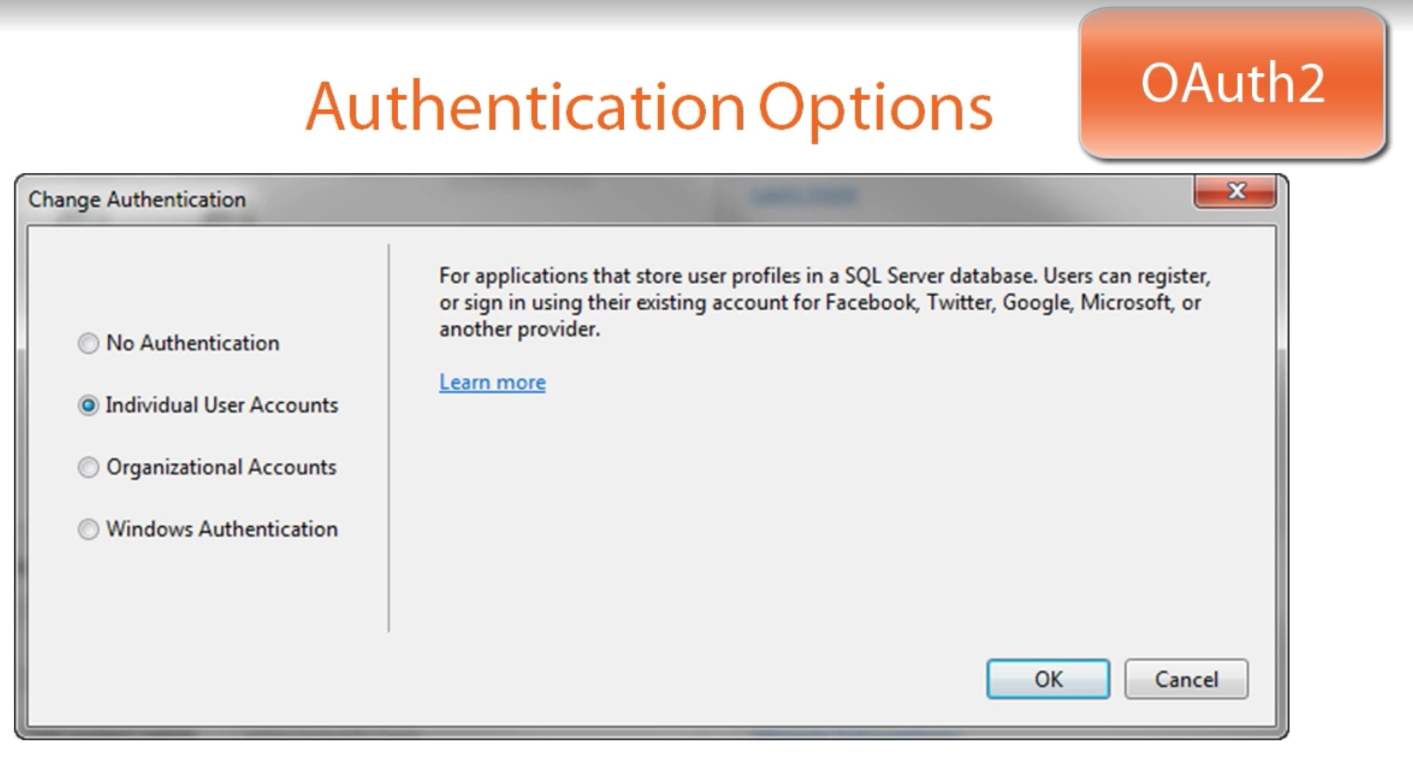 Authentication Options
OAuth2
Change Authentication
For applications that store user profiles in a SQL Server database. Users can register,
or sign in using their existing account for Facebook, Twitter, Google, Microsoft, or
another provider.
Learn more
No Authentication
Individual User Accounts
Organizational Accounts
Windows Authentication
OK
Cancel